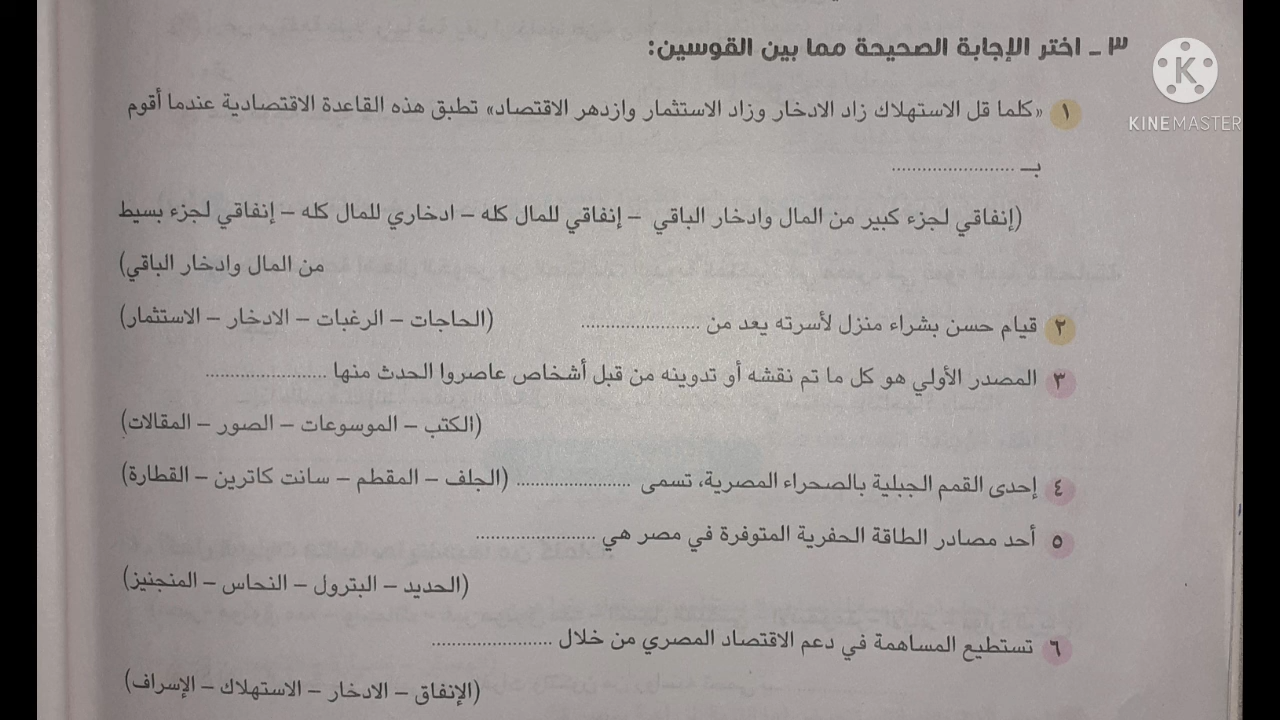 ٣ ـ اختر الإجابة الصحيحة مما بين القوسين:
K
KINEMASTER
١ «كلما قل الاستهلاك زاد الادخار وزاد الاستثمار وازدهر الاقتصاد» تطبق هذه القاعدة الاقتصادية عندما أقوم
بـ ........................
(إنفاقي لجزء كبير من المال وادخار الباقي – إنفاقي للمال كله – ادخاري للمال كله – إنفاقي لجزء بسيط
من المال وادخار الباقي)
٢ قيام حسن بشراء منزل لأسرته يعد من ........................ (الحاجات – الرغبات – الادخار – الاستثمار)
٣ المصدر الأولي هو كل ما تم نقشه أو تدوينه من قبل أشخاص عاصروا الحدث منها ........................
(الكتب – الموسوعات – الصور – المقالات)
٤ إحدى القمم الجبلية بالصحراء المصرية، تسمى ........................ (الجلف – المقطم – سانت كاترين – القطارة)
٥ أحد مصادر الطاقة الحفرية المتوفرة في مصر هي ........................
(الحديد – البترول – النحاس – المنجنيز)
٦ تستطيع المساهمة في دعم الاقتصاد المصري من خلال ........................
(الإنفاق – الادخار – الاستهلاك – الإسراف)